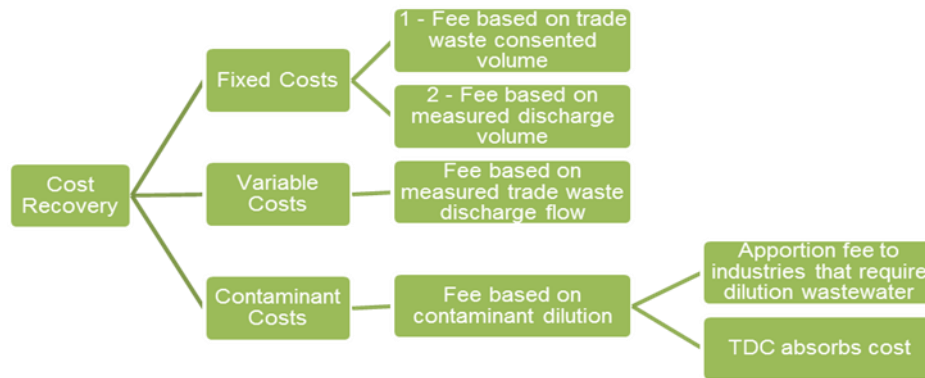 1 - Fee based on trade
waste consented
volume
Fixed Costs
2 - Fee based on
measured discharge
volume
Cost
Recovery
Variable
Costs
Fee based on
measured trade waste
discharge flow
Contaminant
Costs
Fee based on
contaminant dilution
Apportion fee to
industries that require
dilution wastewater
TDC absorbs cost